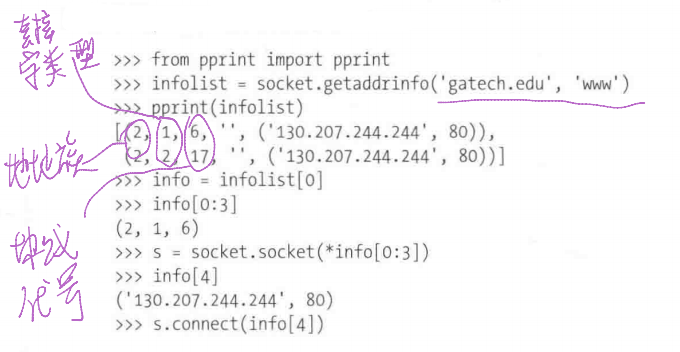 套接
字类型
>>> from pprint import pprint
>>> infolist = socket.getaddrinfo('gatech.edu', 'www')
>>> pprint(infolist)
[(2, 1, 6, '', ('130.207.244.244', 80)),
(2, 2, 17, '', ('130.207.244.244', 80))]
地址族
>>> info = infolist[0]
>>> info[0:3]
(2, 1, 6)
协议
代号
>>> s = socket.socket(*info[0:3])
>>> info[4]
('130.207.244.244', 80)
>>> s.connect(info[4])